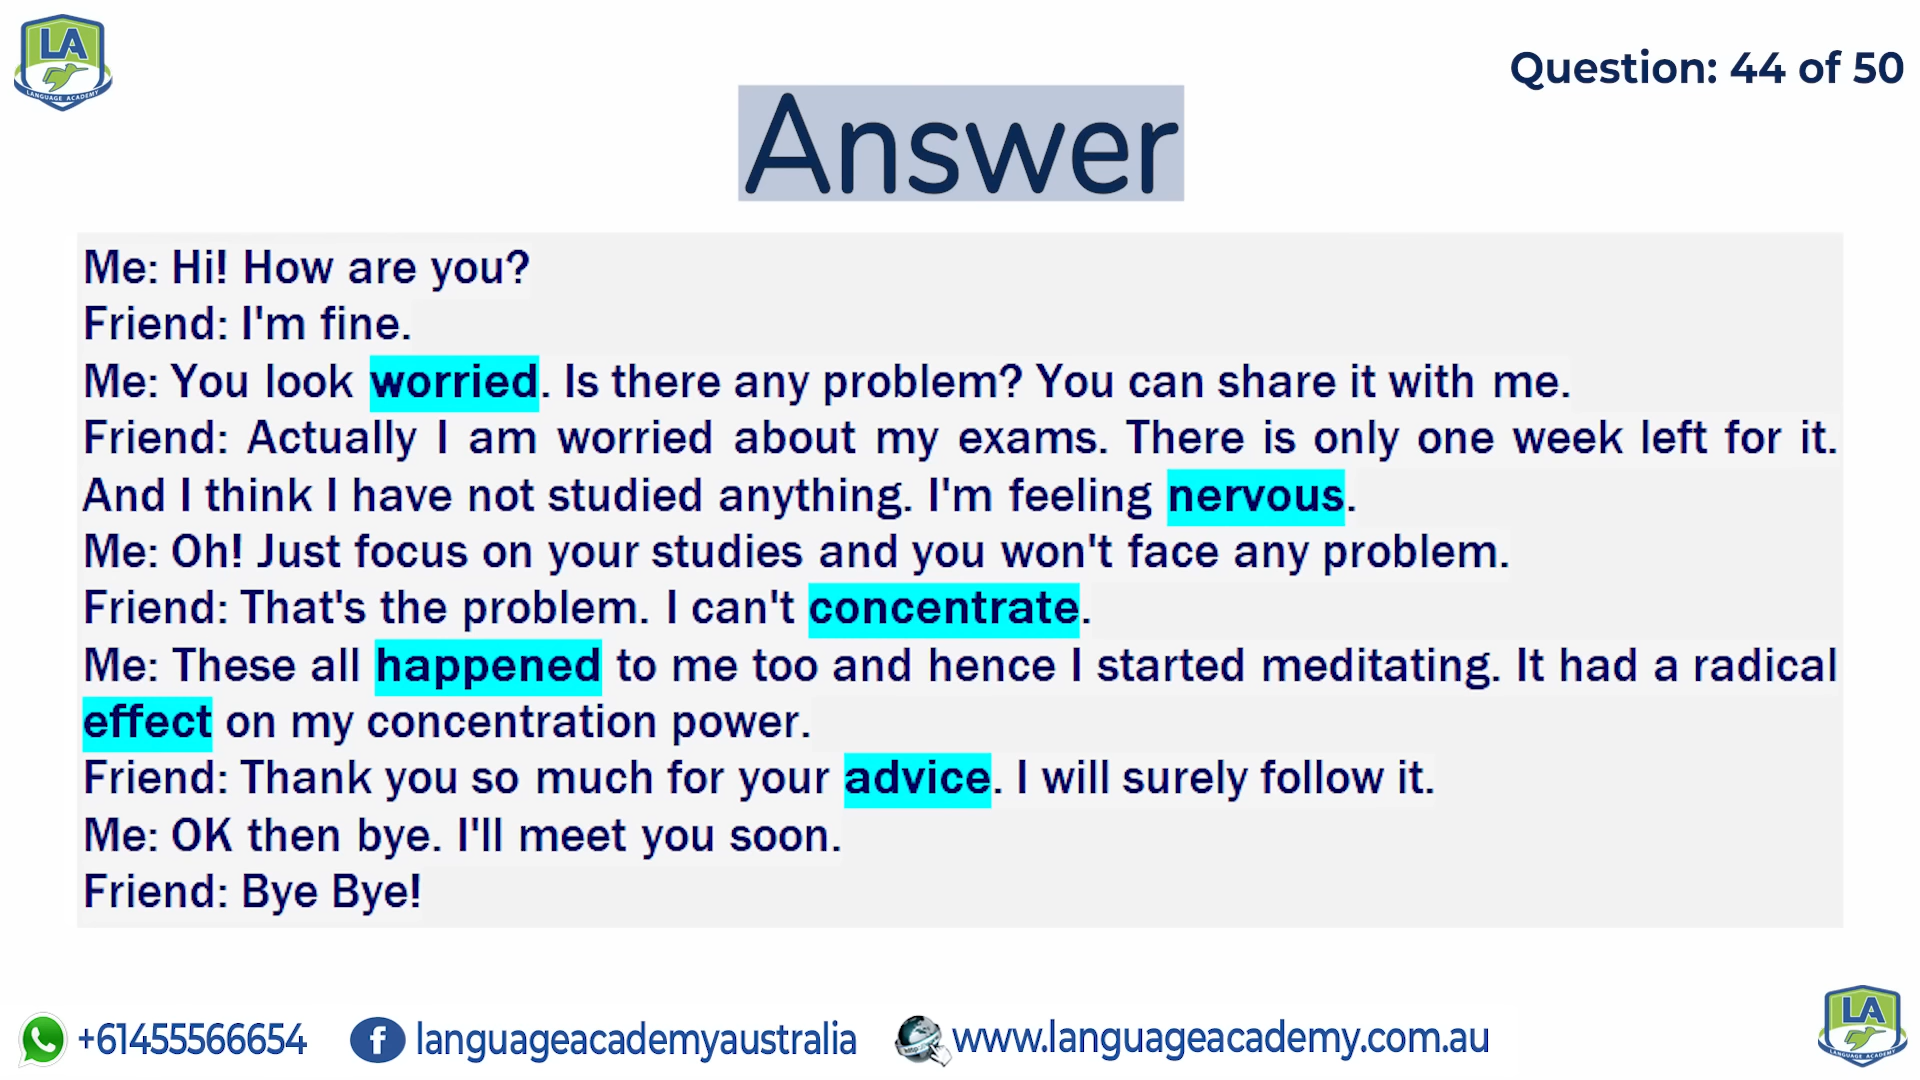 LA
LANGUAGE ACADEMY
Question: 44 of 50
Answer
Me: Hi! How are you?
Friend: I'm fine.
Me: You look worried. Is there any problem? You can share it with me.
Friend: Actually I am worried about my exams. There is only one week left for it.
And I think I have not studied anything. I'm feeling nervous.
Me: Oh! Just focus on your studies and you won't face any problem.
Friend: That's the problem. I can't concentrate.
Me: These all happened to me too and hence I started meditating. It had a radical
effect on my concentration power.
Friend: Thank you so much for your advice. I will surely follow it.
Me: OK then bye. I'll meet you soon.
Friend: Bye Bye!
+61455566654
languageacademyaustralia
www.languageacademy.com.au
LA
LANGUAGE ACADEMY